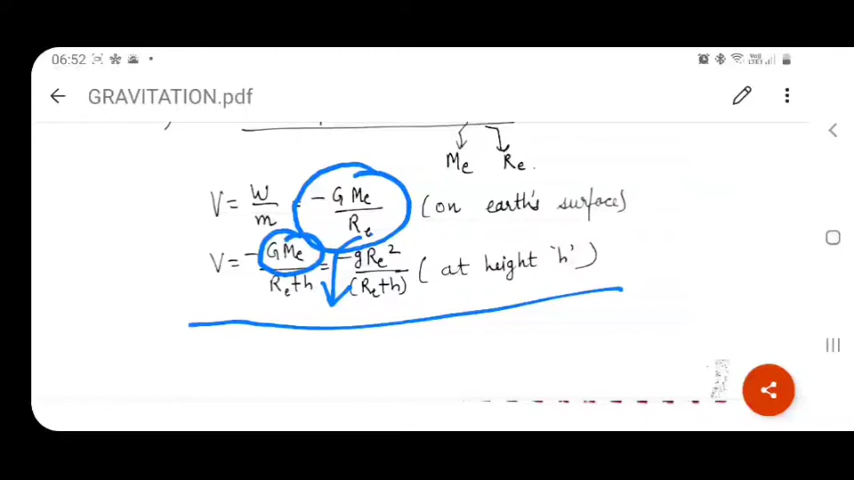 06:52
GRAVITATION.pdf
Me Re.
V = W/m = -GMe/Re (on earth's surface)
V = -GMe/Re+h = -gRe²/(Re+h) (at height 'h')